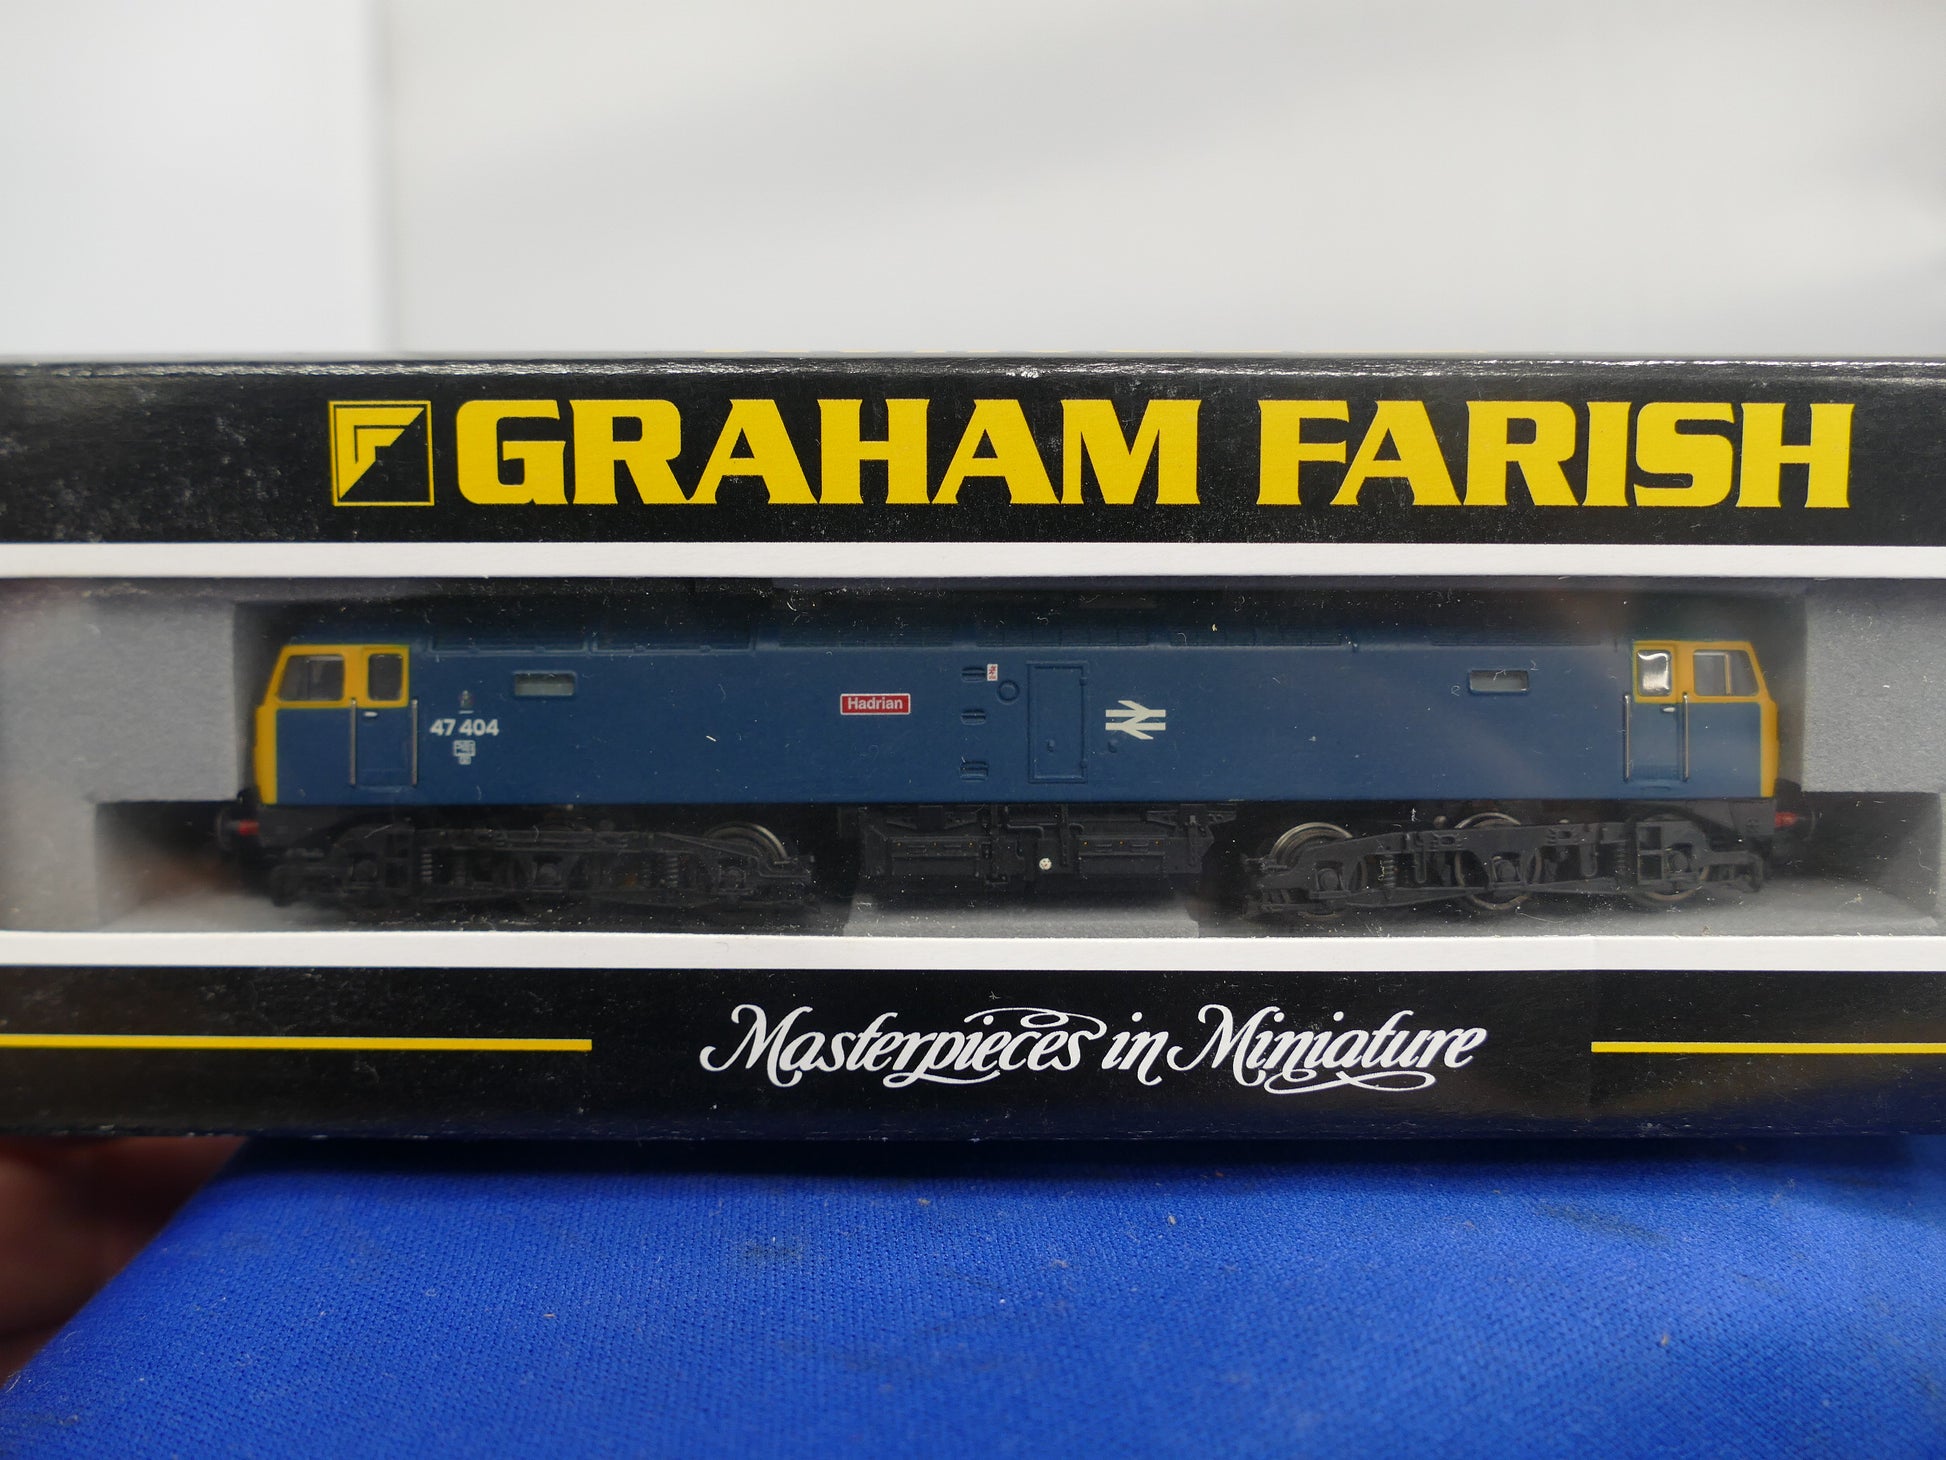 GRAHAM FARISH
Hadrian
47 404
Masterpieces in Miniature